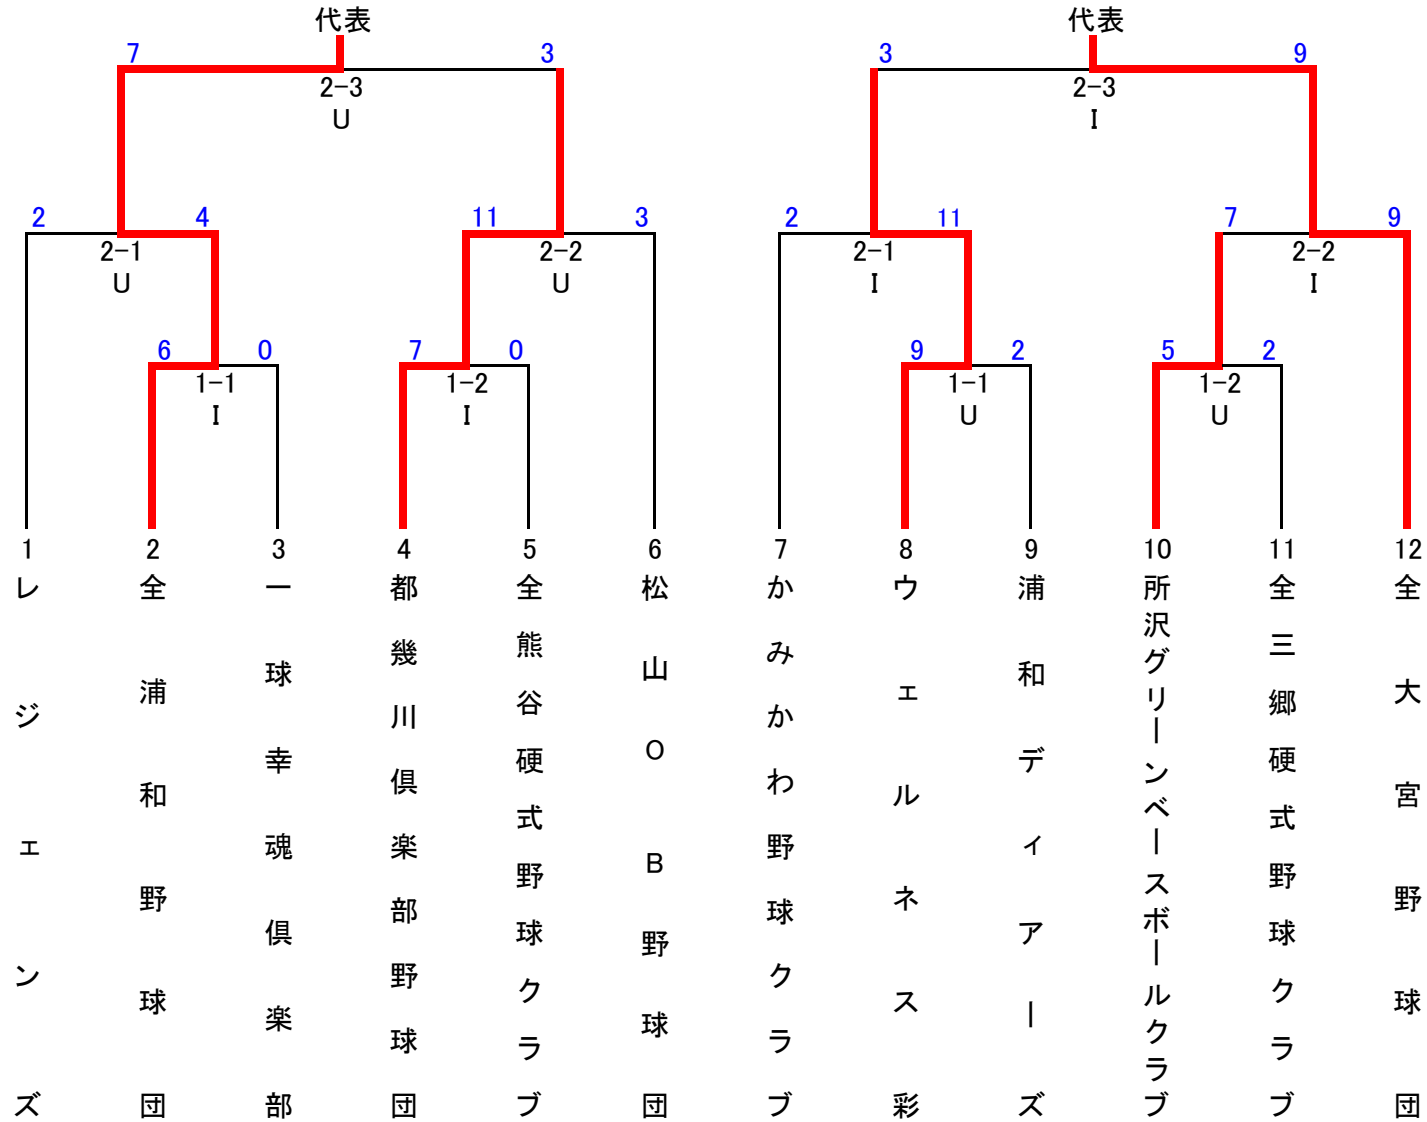 代表 代表
7 3 3 9
2-3 2-3
U I
2 4 11 3 2 11 7 9
2-1 2-2 2-1 2-2
U U I I
6 0 7 0 9 2 5 2
1-1 1-2 1-1 1-2
I I U U
1 2 3 4 5 6 7 8 9 10 11 12
レジェンズ
全浦和野球団
一球幸魂倶楽部
都幾川倶楽部野球団
全熊谷硬式野球クラブ
松山OB野球団
かみかわ野球クラブ
ウェルネス彩
浦和ディアーズ
所沢グリーンベースボールクラブ
全三郷硬式野球クラブ
全大宮野球団